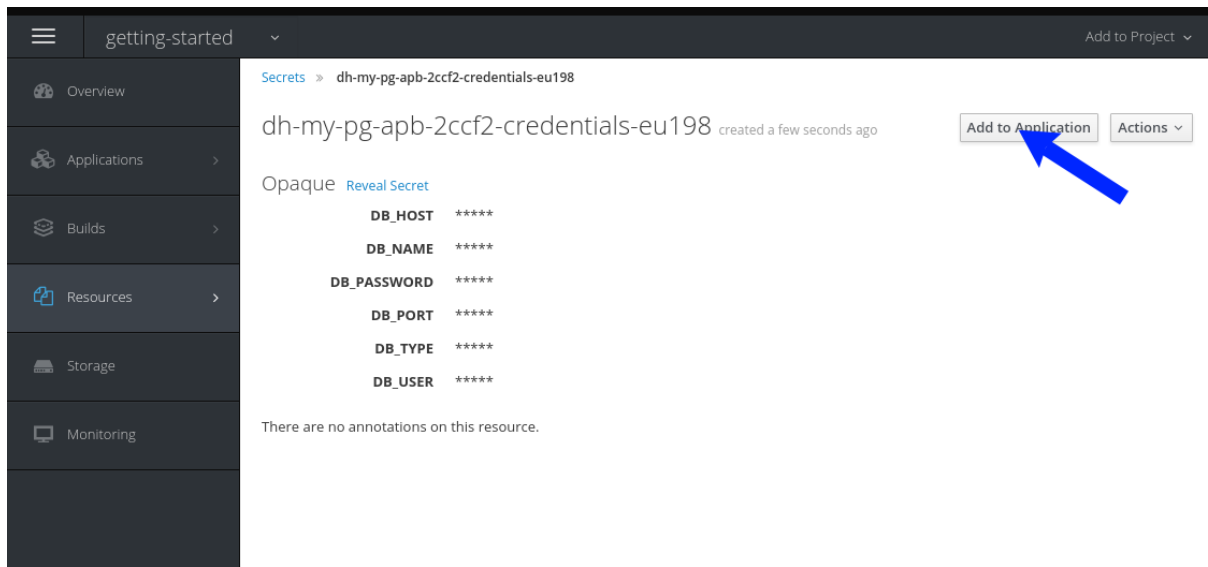 getting-started
Add to Project
Overview
Applications
Builds
Resources
Storage
Monitoring
Secrets » dh-my-pg-apb-2ccf2-credentials-eu198
dh-my-pg-apb-2ccf2-credentials-eu198 created a few seconds ago
Add to Application
Actions
Opaque Reveal Secret
DB_HOST *****
DB_NAME *****
DB_PASSWORD *****
DB_PORT *****
DB_TYPE *****
DB_USER *****
There are no annotations on this resource.